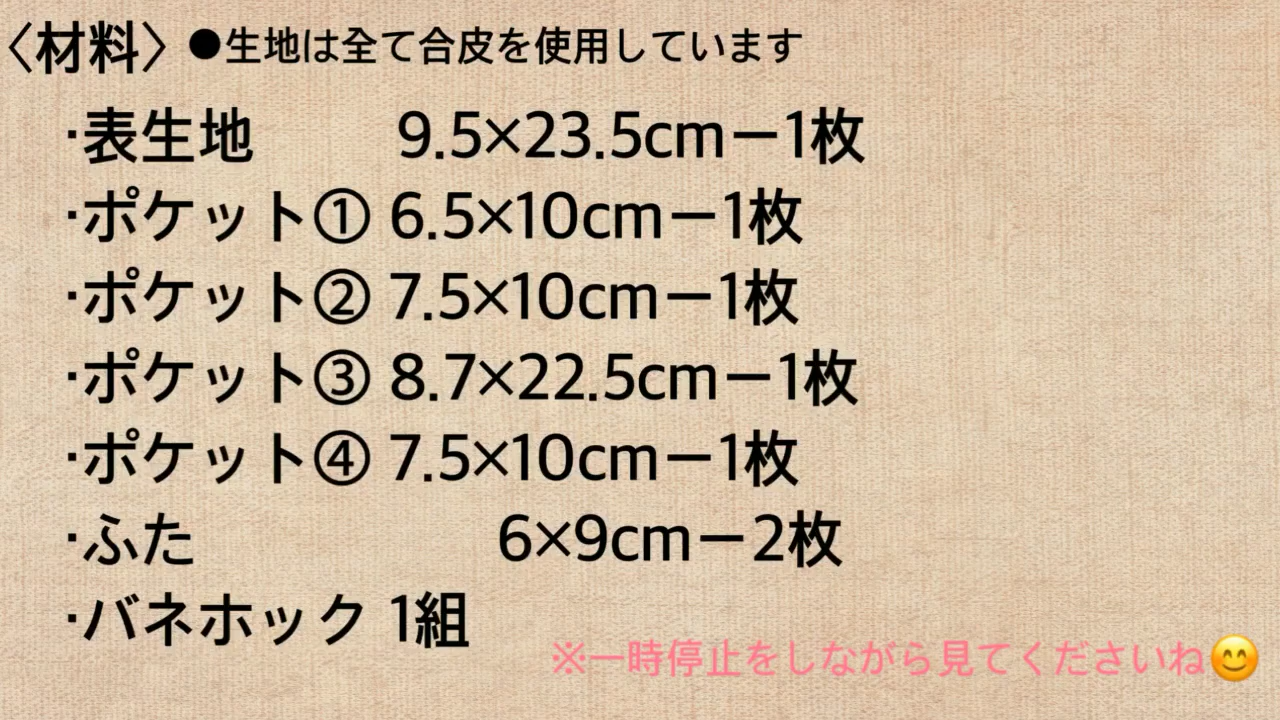 〈材料〉●生地は全て合皮を使用しています
･表生地 9.5×23.5cmー1枚
･ポケット① 6.5×10cmー1枚
･ポケット② 7.5×10cmー1枚
･ポケット③ 8.7×22.5cmー1枚
･ポケット④ 7.5×10cmー1枚
･ふた 6×9cmー2枚
･バネホック 1組
※一時停止をしながら見てくださいね😊